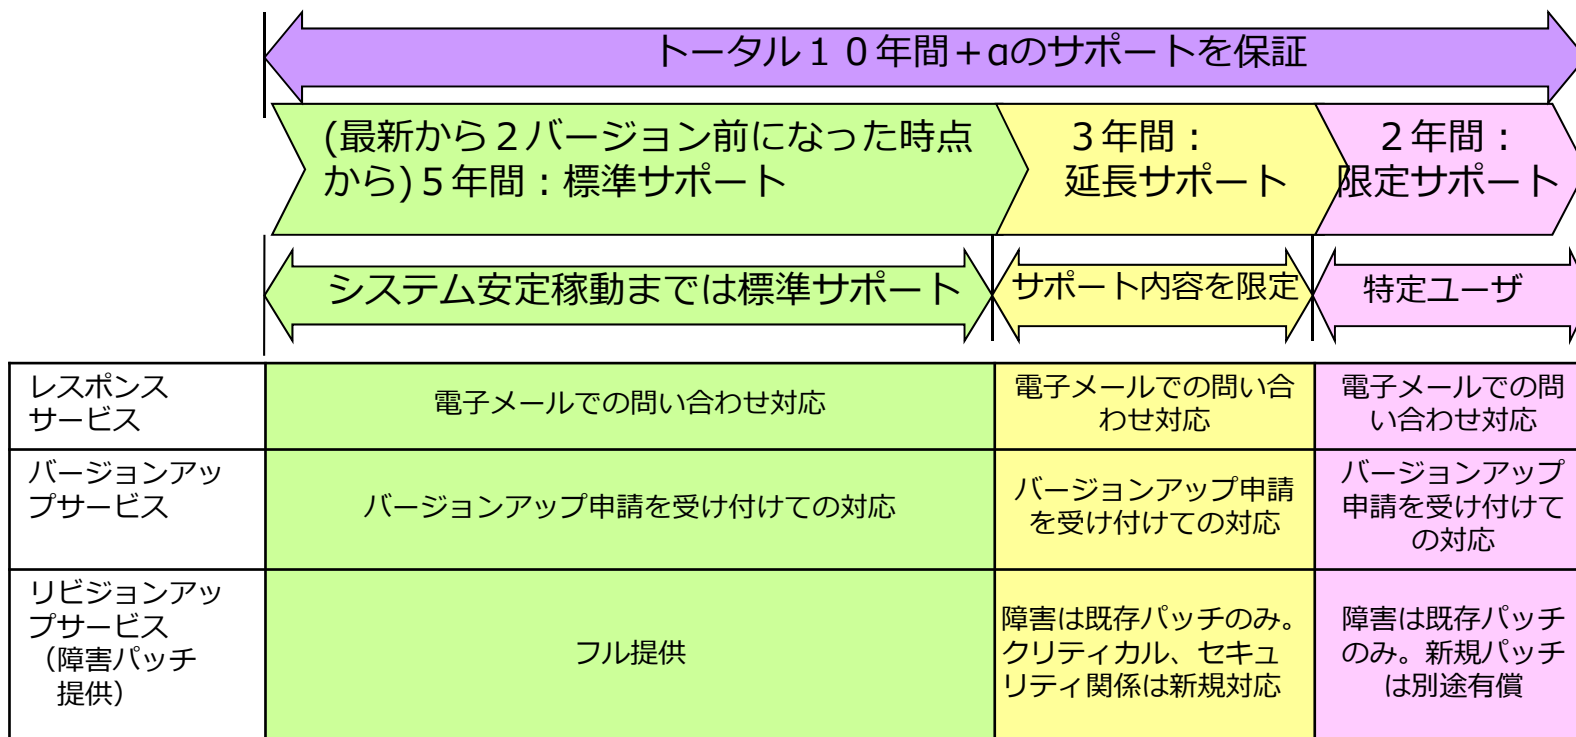 トータル１０年間＋αのサポートを保証
(最新から２バージョン前になった時点
から)５年間：標準サポート
３年間：
延長サポート
２年間：
限定サポート
システム安定稼動までは標準サポート
サポート内容を限定
特定ユーザ
レスポンス
サービス
電子メールでの問い合わせ対応
電子メールでの問い合
わせ対応
電子メールでの問
い合わせ対応
バージョンアッ
プサービス
バージョンアップ申請を受け付けての対応
バージョンアップ申請
を受け付けての対応
バージョンアップ
申請を受け付けて
の対応
リビジョンアッ
プサービス
（障害パッチ
提供）
フル提供
障害は既存パッチのみ。
クリティカル、セキュ
リティ関係は新規対応
障害は既存パッチ
のみ。新規パッチ
は別途有償